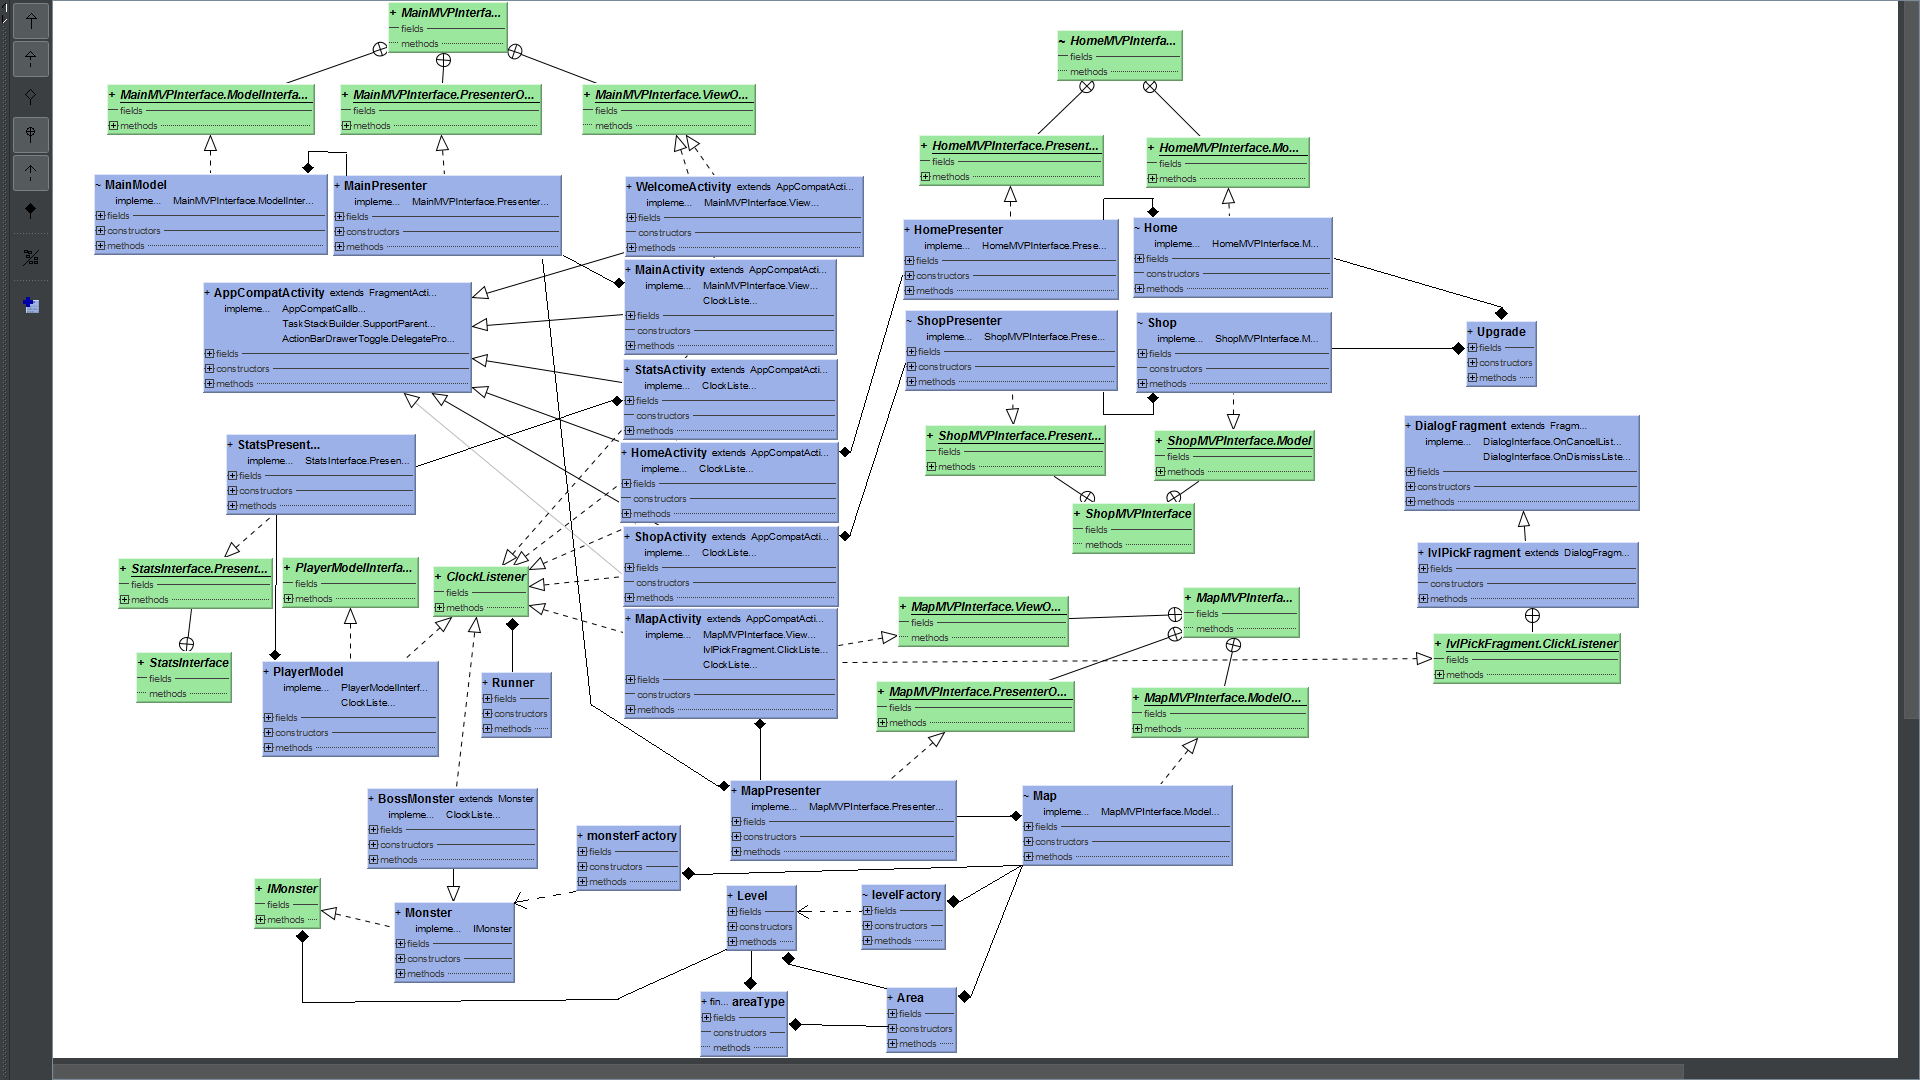 + MainMVPInterfa...
fields
methods
~ HomeMVPInterfa...
fields
methods
+ MainMVPInterface.ModelInterfa...
fields
methods
+ MainMVPInterface.PresenterO...
fields
methods
+ MainMVPInterface.ViewO...
fields
methods
+ HomeMVPInterface.Present...
fields
methods
+ HomeMVPInterface.Mo...
fields
methods
~ MainModel
impleme... MainMVPInterface.ModelInter...
fields
constructors
methods
+ MainPresenter
impleme... MainMVPInterface.Presenter...
fields
constructors
methods
+ WelcomeActivity extends AppCompatActi...
impleme... MainMVPInterface.View...
fields
constructors
methods
+ HomePresenter
impleme... HomeMVPInterface.Prese...
fields
constructors
methods
~ Home
impleme... HomeMVPInterface.M...
fields
constructors
methods
+ MainActivity extends AppCompatActi...
impleme... MainMVPInterface.View...
ClockListe...
fields
constructors
methods
+ AppCompatActivity extends FragmentActi...
impleme... AppCompatCallb...
TaskStackBuilder.SupportParent...
ActionBarDrawerToggle.DelegatePro...
fields
constructors
methods
~ ShopPresenter
impleme... ShopMVPInterface.Prese...
fields
constructors
methods
~ Shop
impleme... ShopMVPInterface.M...
fields
constructors
methods
+ Upgrade
fields
constructors
methods
+ StatsActivity extends AppCompatActi...
impleme... ClockListe...
fields
constructors
methods
+ StatsPresent...
impleme... StatsInterface.Presen...
fields
constructors
methods
+ HomeActivity extends AppCompatActi...
impleme... ClockListe...
fields
constructors
methods
+ ShopMVPInterface.Present...
fields
methods
+ ShopMVPInterface.Model
fields
methods
+ DialogFragment extends Fragm...
impleme... DialogInterface.OnCancelList...
DialogInterface.OnDismissListe...
fields
constructors
methods
+ ShopMVPInterface
fields
methods
+ ShopActivity extends AppCompatActi...
impleme... ClockListe...
fields
constructors
methods
+ lvlPickFragment extends DialogFragm...
fields
constructors
methods
+ StatsInterface.Present...
fields
methods
+ PlayerModelInterfa...
fields
methods
+ ClockListener
fields
methods
+ MapMVPInterface.ViewO...
fields
methods
+ MapMVPInterfa...
fields
methods
+ MapActivity extends AppCompatActi...
impleme... MapMVPInterface.View...
lvlPickFragment.ClickListe...
ClockListe...
fields
constructors
methods
+ lvlPickFragment.ClickListener
fields
methods
+ StatsInterface
fields
methods
+ PlayerModel
impleme... PlayerModelInterf...
ClockListe...
fields
constructors
methods
+ Runner
fields
constructors
methods
+ MapMVPInterface.PresenterO...
fields
methods
+ MapMVPInterface.ModelO...
fields
methods
+ BossMonster extends Monster
impleme... ClockListe...
fields
constructors
methods
+ MapPresenter
impleme... MapMVPInterface.Presenter...
fields
constructors
methods
~ Map
impleme... MapMVPInterface.Model...
fields
constructors
methods
+ monsterFactory
fields
constructors
methods
+ IMonster
fields
methods
+ Monster
impleme... IMonster
fields
constructors
methods
+ Level
fields
constructors
methods
~ levelFactory
fields
constructors
methods
+ fin... areaType
fields
constructors
methods
+ Area
fields
constructors
methods